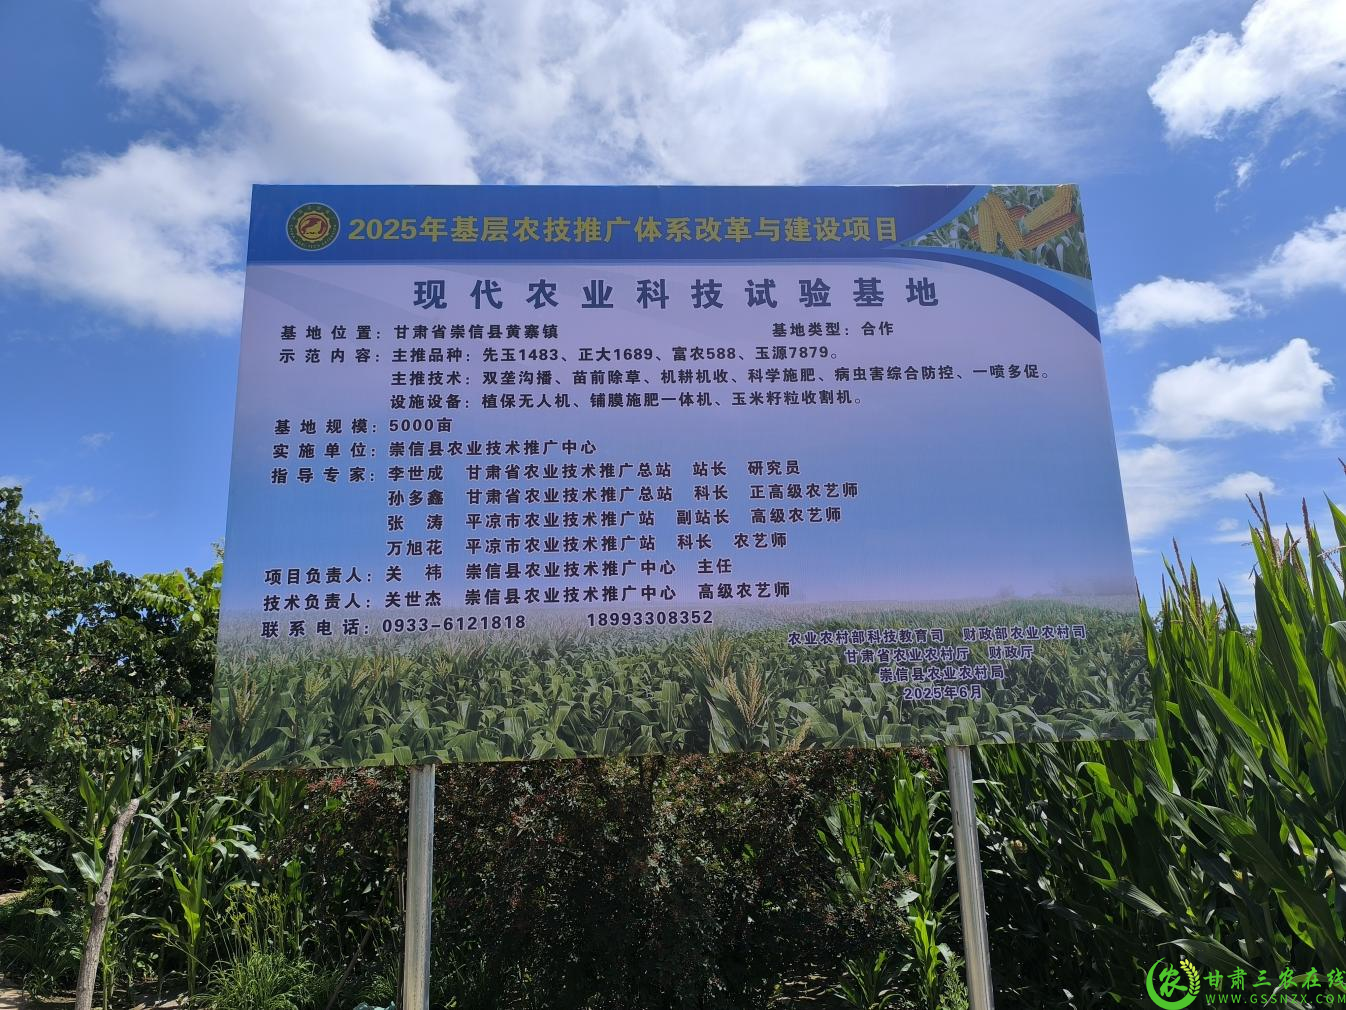 2025年基层农技推广体系改革与建设项目
现代农业科技试验基地
基地位置：甘肃省崇信县黄寨镇 基地类型：合作
示范内容：主推品种：先玉1483、正大1689、富农588、玉源7879。
主推技术：双垄沟播、苗前除草、机耕机收、科学施肥、病虫害综合防控、一喷多促。
设施设备：植保无人机、铺膜施肥一体机、玉米籽粒收割机。
基地规模：5000亩
实施单位：崇信县农业技术推广中心
指导专家：李世成 甘肃省农业技术推广总站 站长 研究员
孙多鑫 甘肃省农业技术推广总站 科长 正高级农艺师
张涛 平凉市农业技术推广站 副站长 高级农艺师
万旭花 平凉市农业技术推广站 科长 农艺师
项目负责人：关祎 崇信县农业技术推广中心 主任
技术负责人：关世杰 崇信县农业技术推广中心 高级农艺师
联系电话：0933-6121818 18993308352
农业农村部科技教育司 财政部农业农村司
甘肃省农业农村厅 财政厅
崇信县农业农村局
2025年6月
农 甘肃三农在线
WWW.GSSNZX.COM